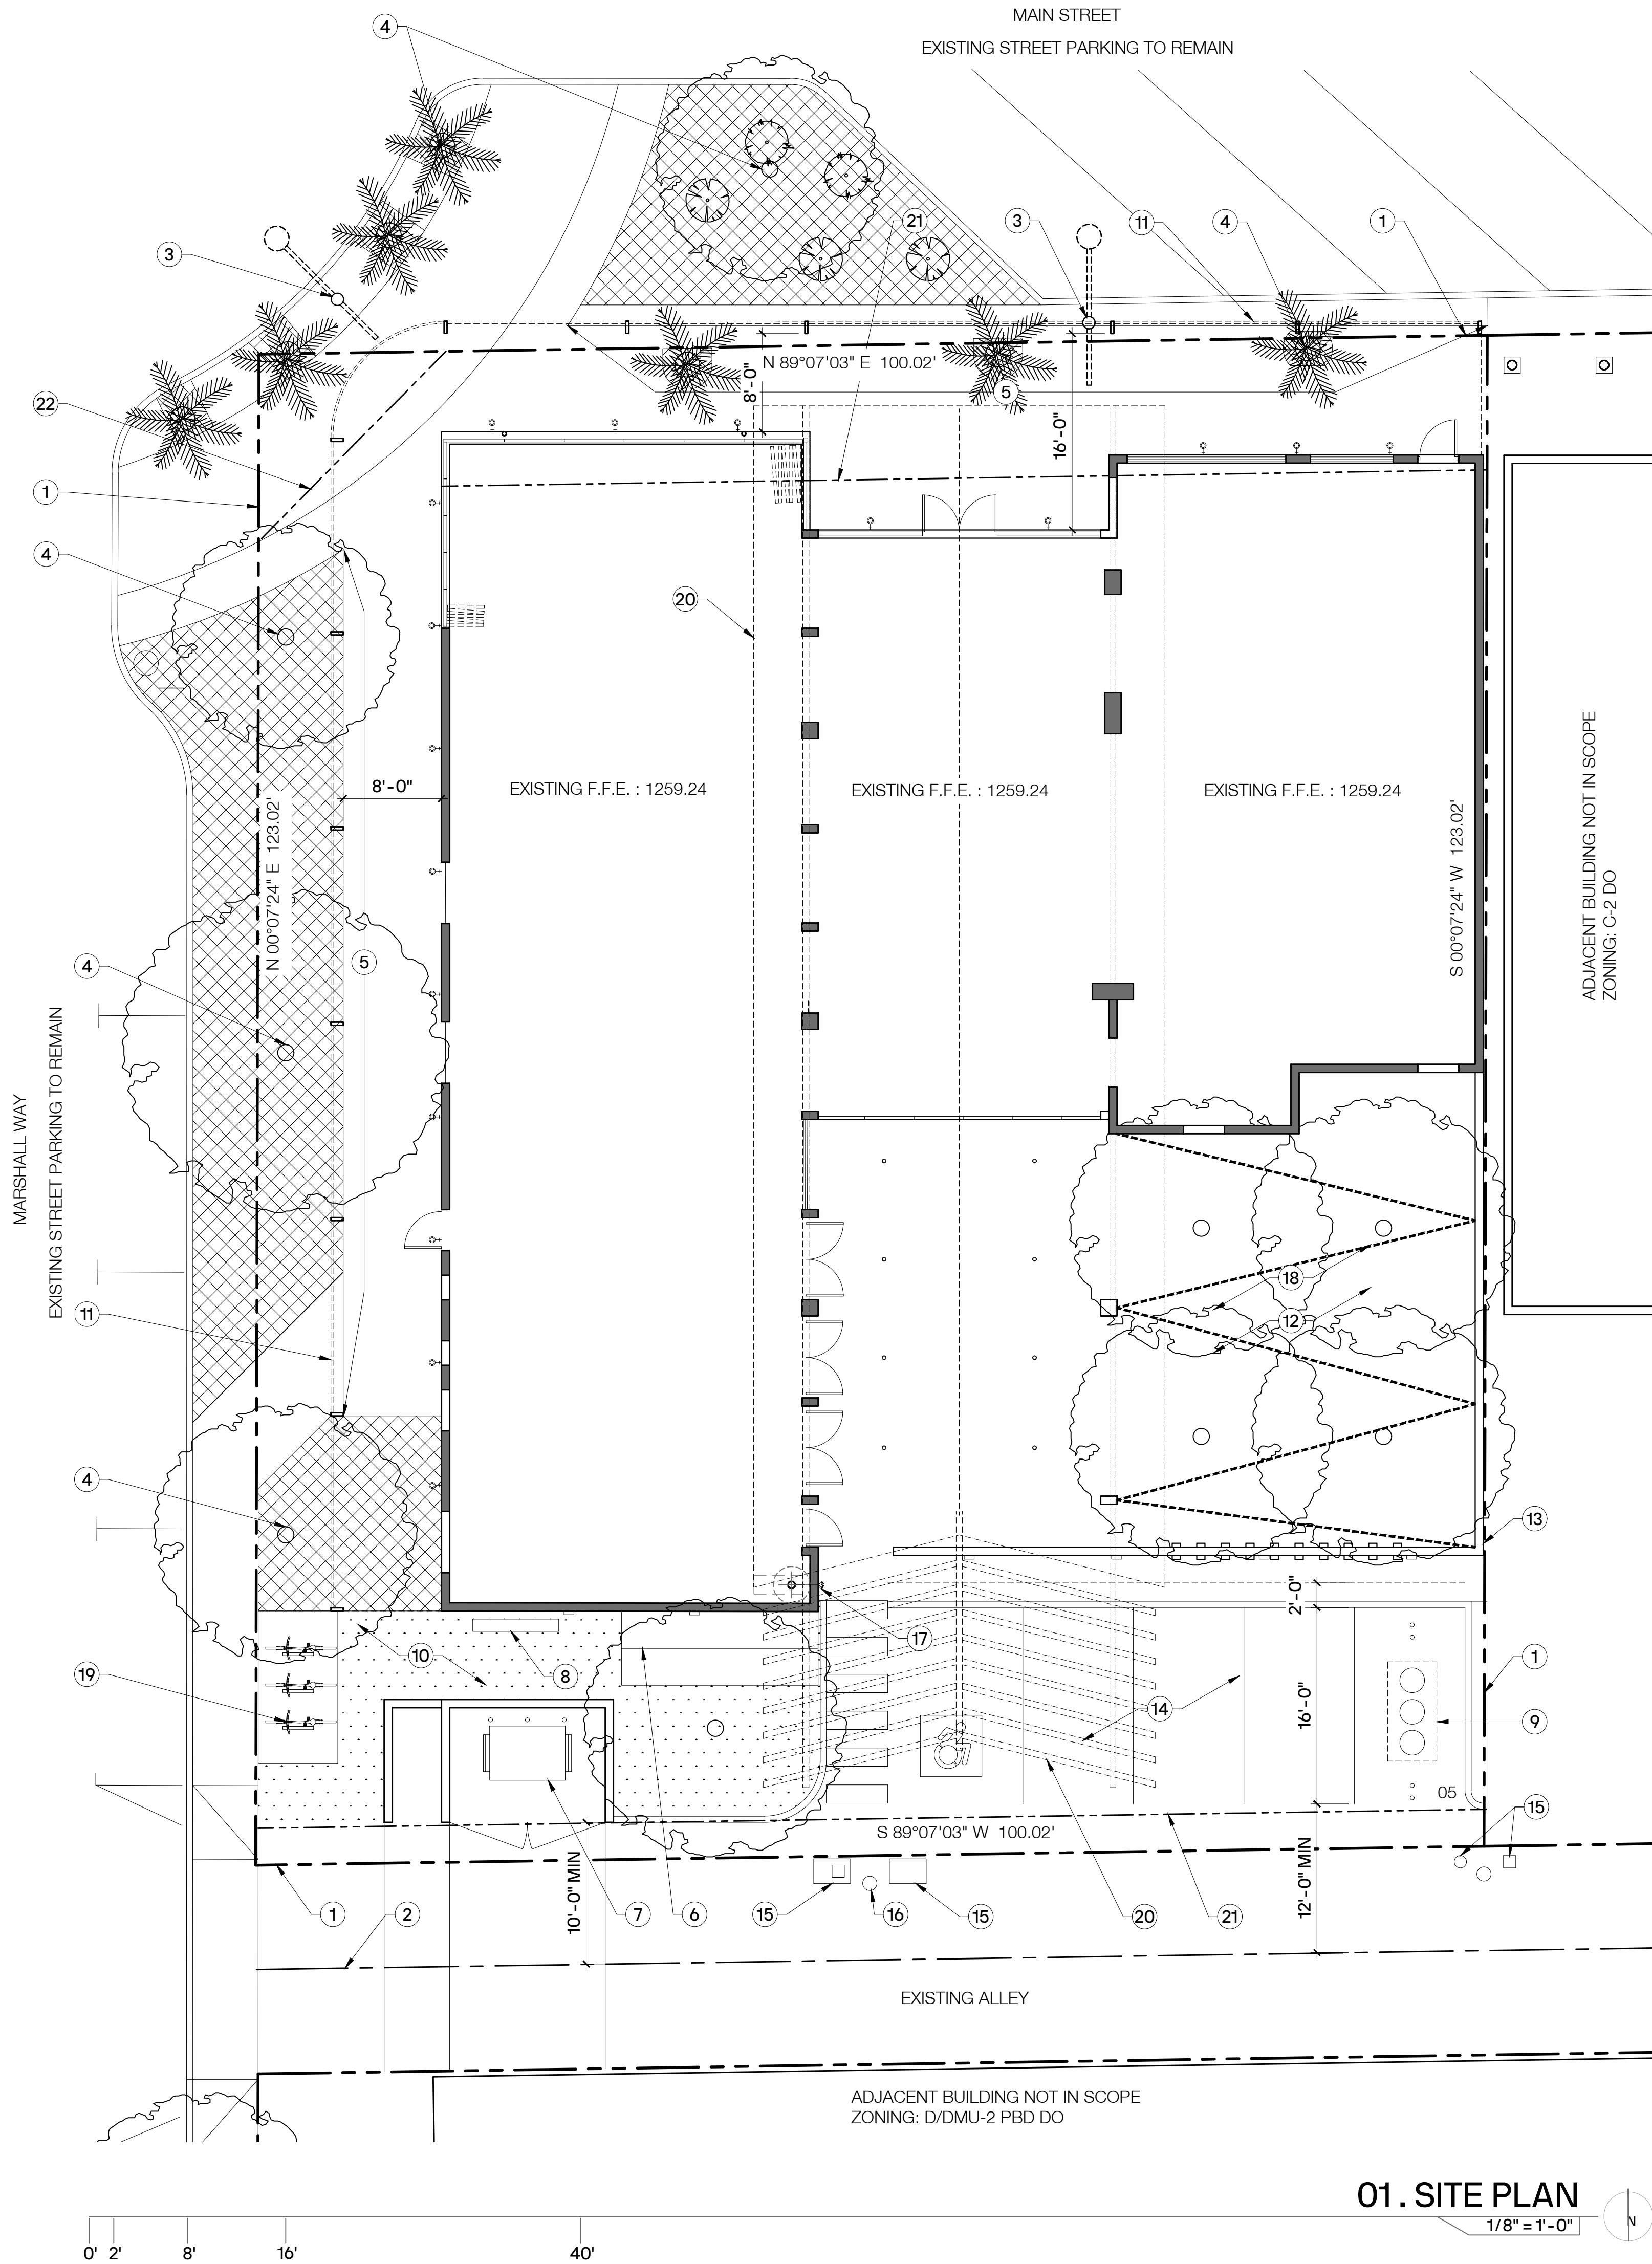 MAIN STREET
EXISTING STREET PARKING TO REMAIN
4
3
21
3
11
4
1
N 89°07'03" E 100.02'
8'-0"
5
16'-0"
22
1
4
20
8'-0"
EXISTING F.F.E. : 1259.24
EXISTING F.F.E. : 1259.24
EXISTING F.F.E. : 1259.24
N 00°07'24" E 123.02'
S 00°07'24" W 123.02'
ADJACENT BUILDING NOT IN SCOPE
ZONING: C-2 DO
5
4
MARSHALL WAY
EXISTING STREET PARKING TO REMAIN
11
18
12
4
13
2'-0"
17
10
8
19
1
14
16'-0"
9
05
15
S 89°07'03" W 100.02'
10'-0" MIN
12'-0" MIN
1
2
7
6
15
16
15
20
21
EXISTING ALLEY
ADJACENT BUILDING NOT IN SCOPE
ZONING: D/DMU-2 PBD DO
01. SITE PLAN
1/8" = 1'-0"
N
0' 2' 8' 16' 40'